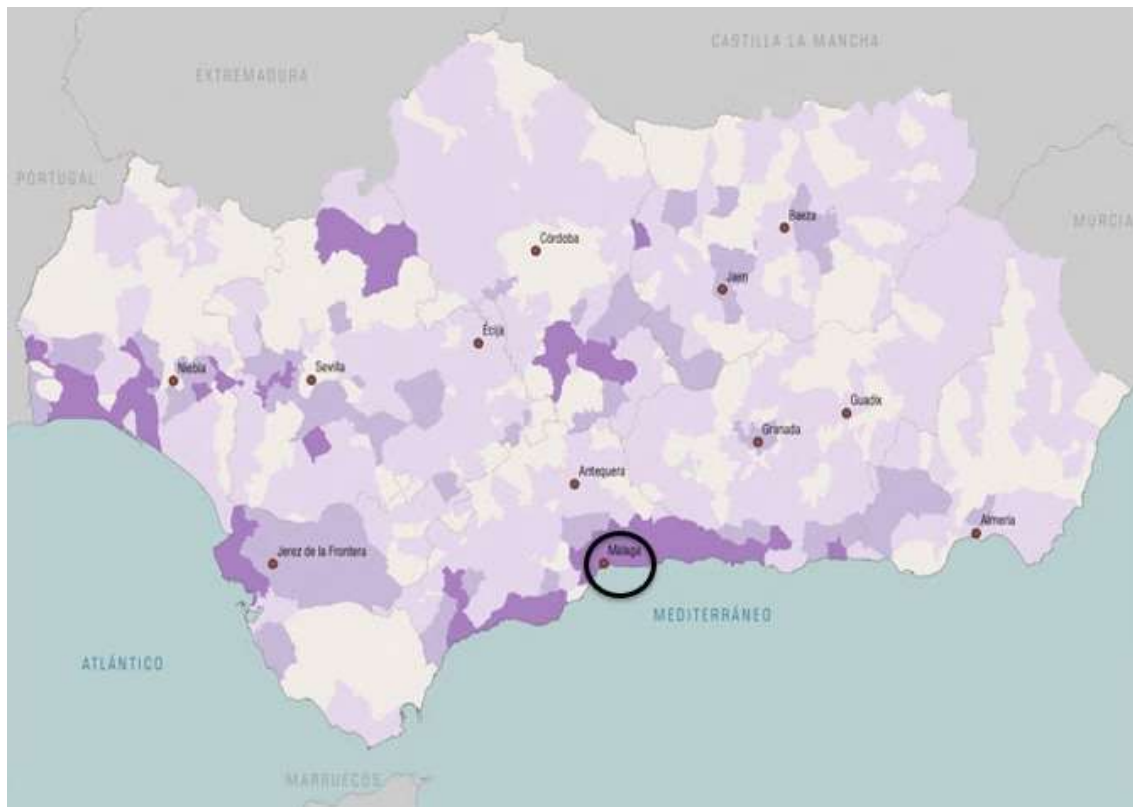 CASTILLA LA MANCHA
EXTREMADURA
PORTUGAL
MURCIA
Baeza
Córdoba
Jaén
Écija
Niebla
Sevilla
Guadix
Granada
Antequera
Almería
Jerez de la Frontera
Málaga
MEDITERRÁNEO
ATLÁNTICO
MARRUECOS